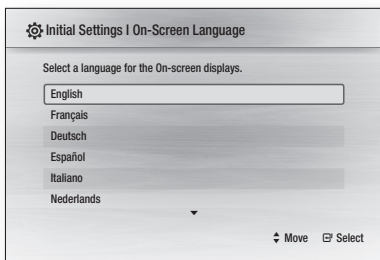 Initial Settings I On-Screen Language
Select a language for the On-screen displays.
English
Français
Deutsch
Español
Italiano
Nederlands
Move Select